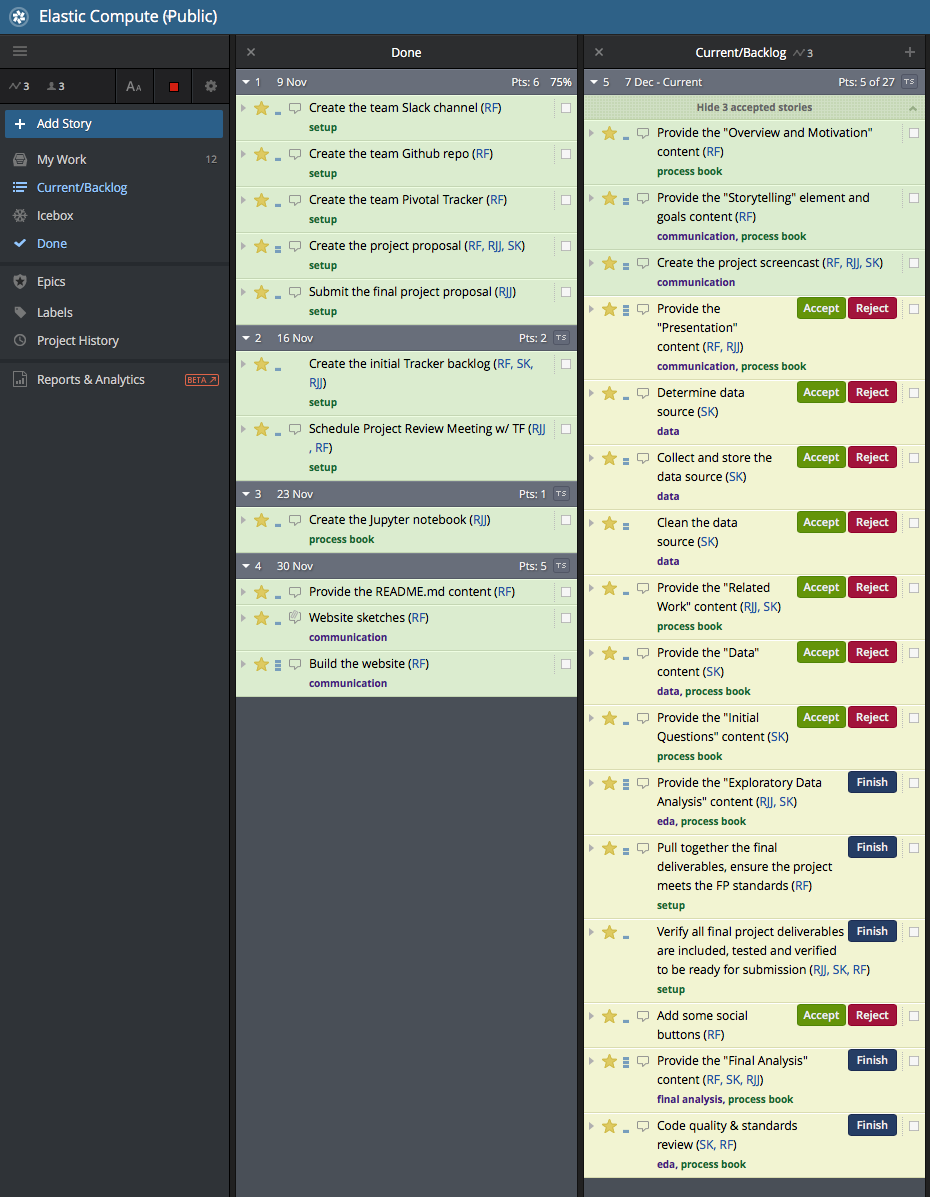 Elastic Compute (Public)
3 3 AA
Add Story
My Work 12
Current/Backlog
Icebox
Done
Epics
Labels
Project History
Reports & Analytics BETA
Done
1 9 Nov Pts: 6 75%
Create the team Slack channel (RF)
setup
Create the team Github repo (RF)
setup
Create the team Pivotal Tracker (RF)
setup
Create the project proposal (RF, RJJ, SK)
setup
Submit the final project proposal (RJJ)
setup
2 16 Nov Pts: 2 TS
Create the initial Tracker backlog (RF, SK,
RJJ)
setup
Schedule Project Review Meeting w/ TF (RJJ
, RF)
setup
3 23 Nov Pts: 1 TS
Create the Jupyter notebook (RJJ)
process book
4 30 Nov Pts: 5 TS
Provide the README.md content (RF)
Website sketches (RF)
communication
Build the website (RF)
communication
Current/Backlog 3
5 7 Dec - Current Pts: 5 of 27 TS
Hide 3 accepted stories
Provide the "Overview and Motivation"
content (RF)
process book
Provide the "Storytelling" element and
goals content (RF)
communication, process book
Create the project screencast (RF, RJJ, SK)
communication
Provide the Accept Reject
"Presentation"
content (RF, RJJ)
communication, process book
Determine data Accept Reject
source (SK)
data
Collect and store the Accept Reject
data source (SK)
data
Clean the data Accept Reject
source (SK)
data
Provide the "Related Accept Reject
Work" content (RJJ, SK)
process book
Provide the "Data" Accept Reject
content (SK)
data, process book
Provide the "Initial Accept Reject
Questions" content (SK)
process book
Provide the "Exploratory Data Finish
Analysis" content (RJJ, SK)
eda, process book
Pull together the final Finish
deliverables, ensure the project
meets the FP standards (RF)
setup
Verify all final project deliverables Finish
are included, tested and verified
to be ready for submission (RJJ, SK, RF)
setup
Add some social Accept Reject
buttons (RF)
Provide the "Final Analysis" Finish
content (RF, SK, RJJ)
final analysis, process book
Code quality & standards Finish
review (SK, RF)
eda, process book